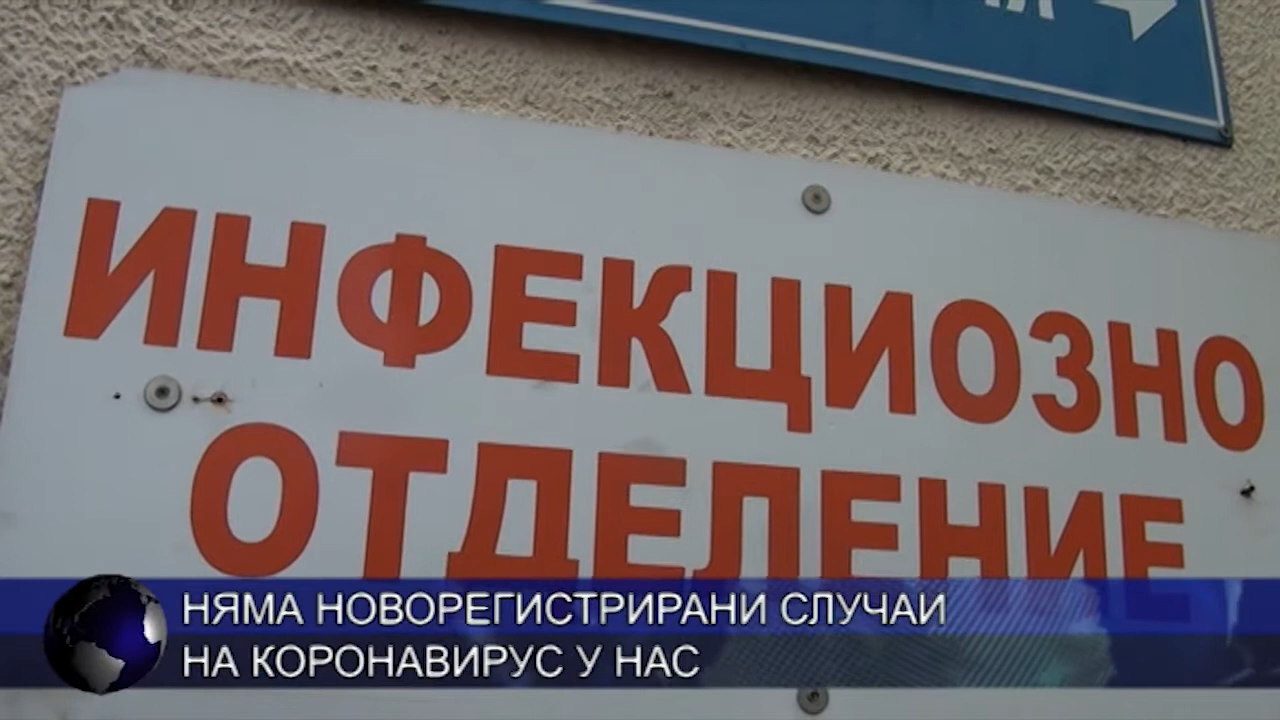 ИНФЕКЦИОЗНО
ОТДЕЛЕНИЕ
НЯМА НОВОРЕГИСТРИРАНИ СЛУЧАИ
НА КОРОНАВИРУС У НАС